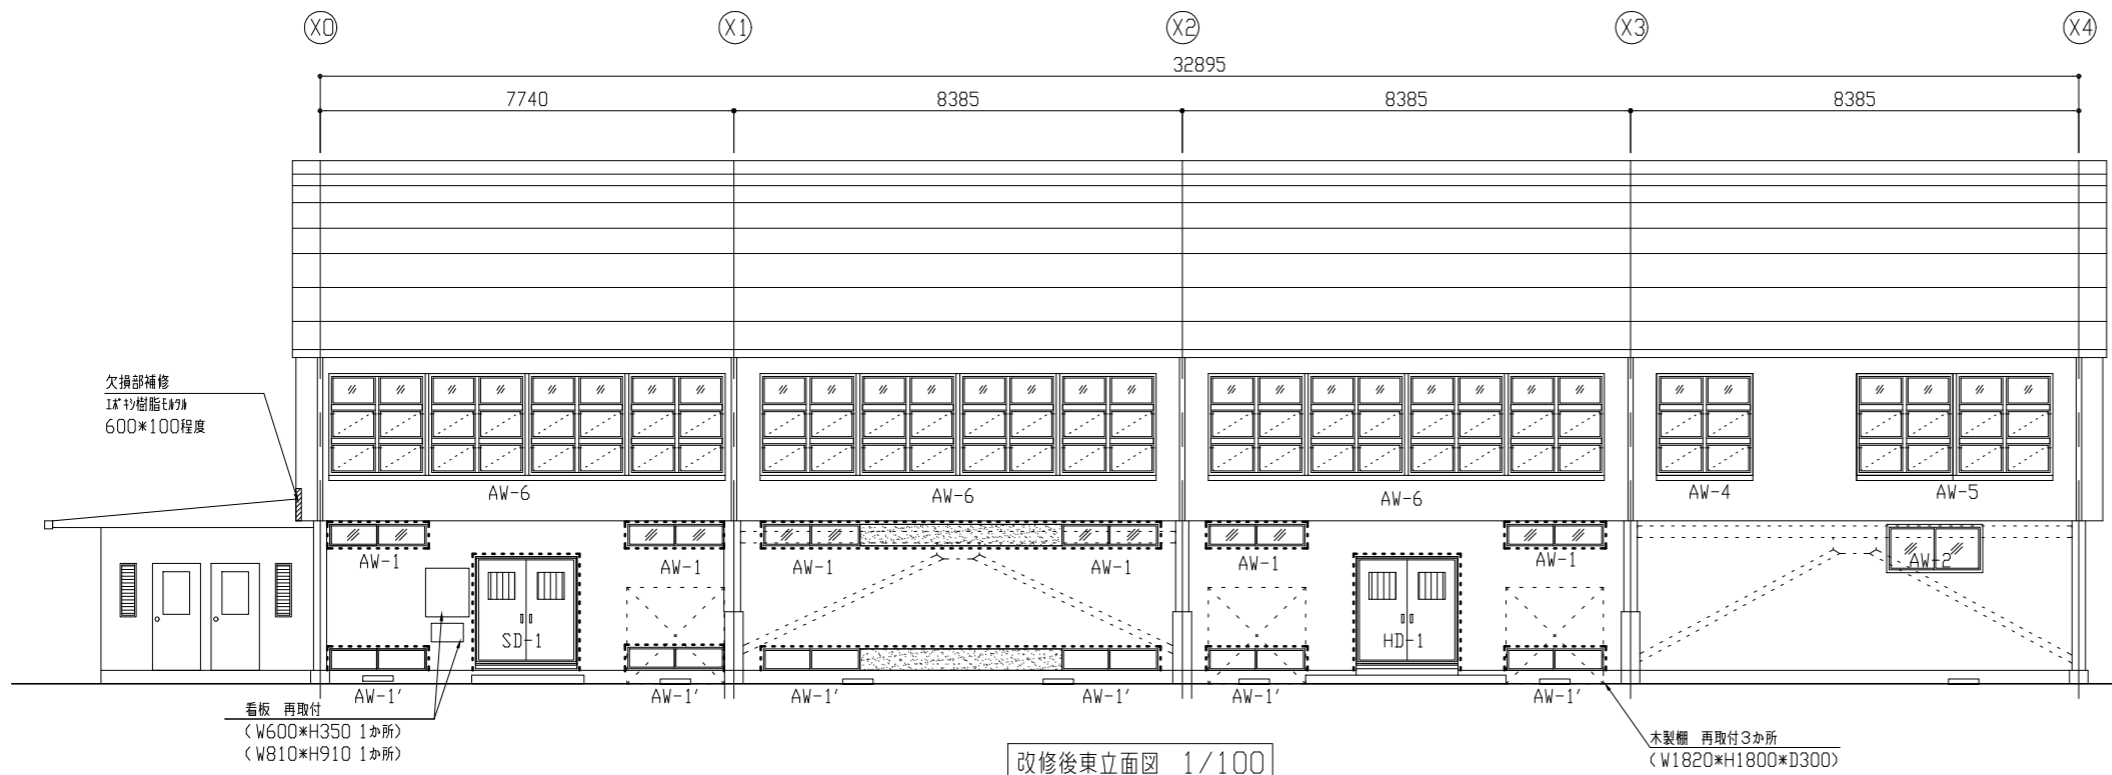 X0 X1 X2 X3 X4
32895
7740 8385 8385 8385
欠損部補修
エポキシ樹脂モルタル
600*100程度
AW-6 AW-6 AW-6 AW-4 AW-5
AW-1 AW-1 AW-1 AW-1 AW-1 AW-1 AW-2
SD-1 HD-1
AW-1' AW-1' AW-1' AW-1' AW-1' AW-1'
看板 再取付
(W600*H350 1か所)
(W810*H910 1か所)
木製棚 再取付3か所
(W1820*H1800*D300)
改修後東立面図 1/100